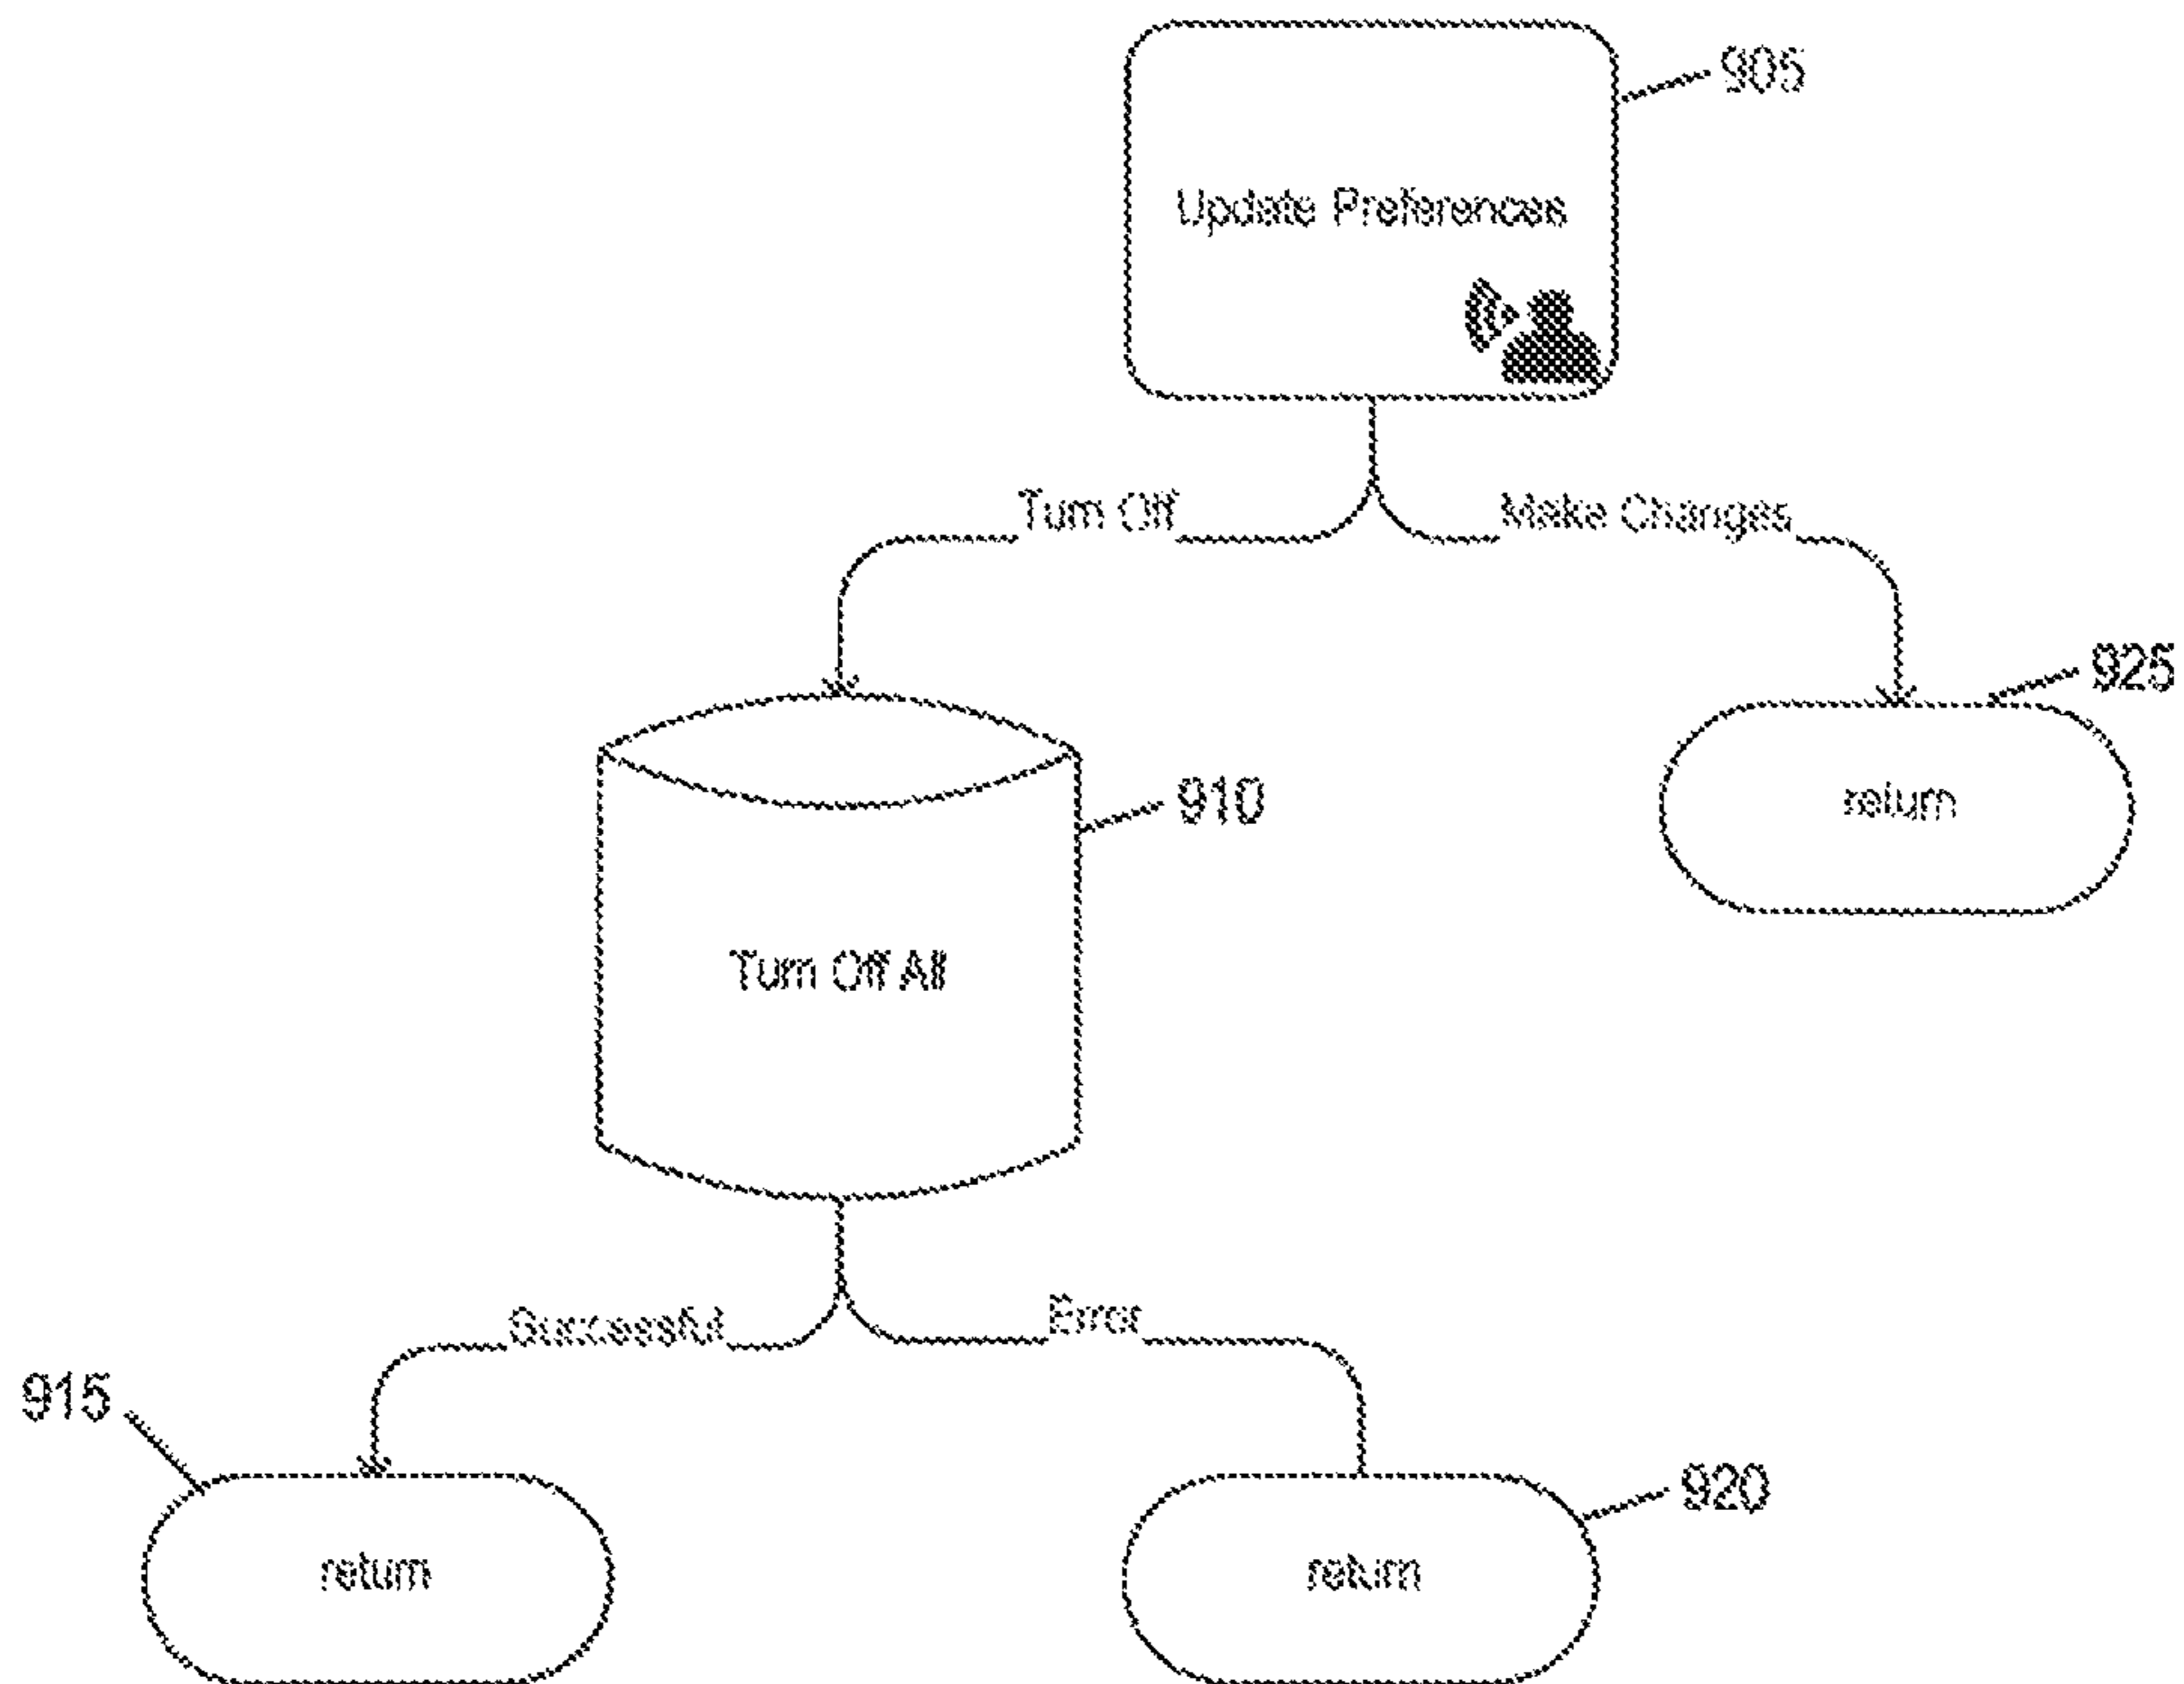 905
Update Preferences
Turn Off
Make Changes
925
910
return
Turn Off All
Successful
Error
915
920
return
return